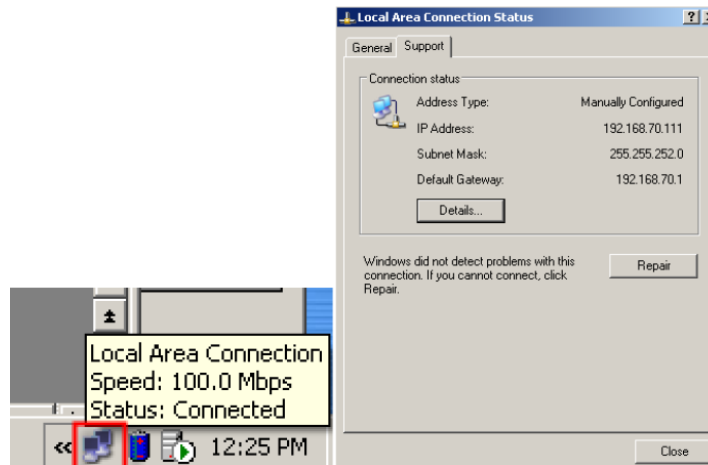 Local Area Connection Status
General Support
Connection status
Address Type: Manually Configured
IP Address: 192.168.70.111
Subnet Mask: 255.255.252.0
Default Gateway: 192.168.70.1
Details...
Windows did not detect problems with this
connection. If you cannot connect, click
Repair.
Repair
Close
Local Area Connection
Speed: 100.0 Mbps
Status: Connected
12:25 PM